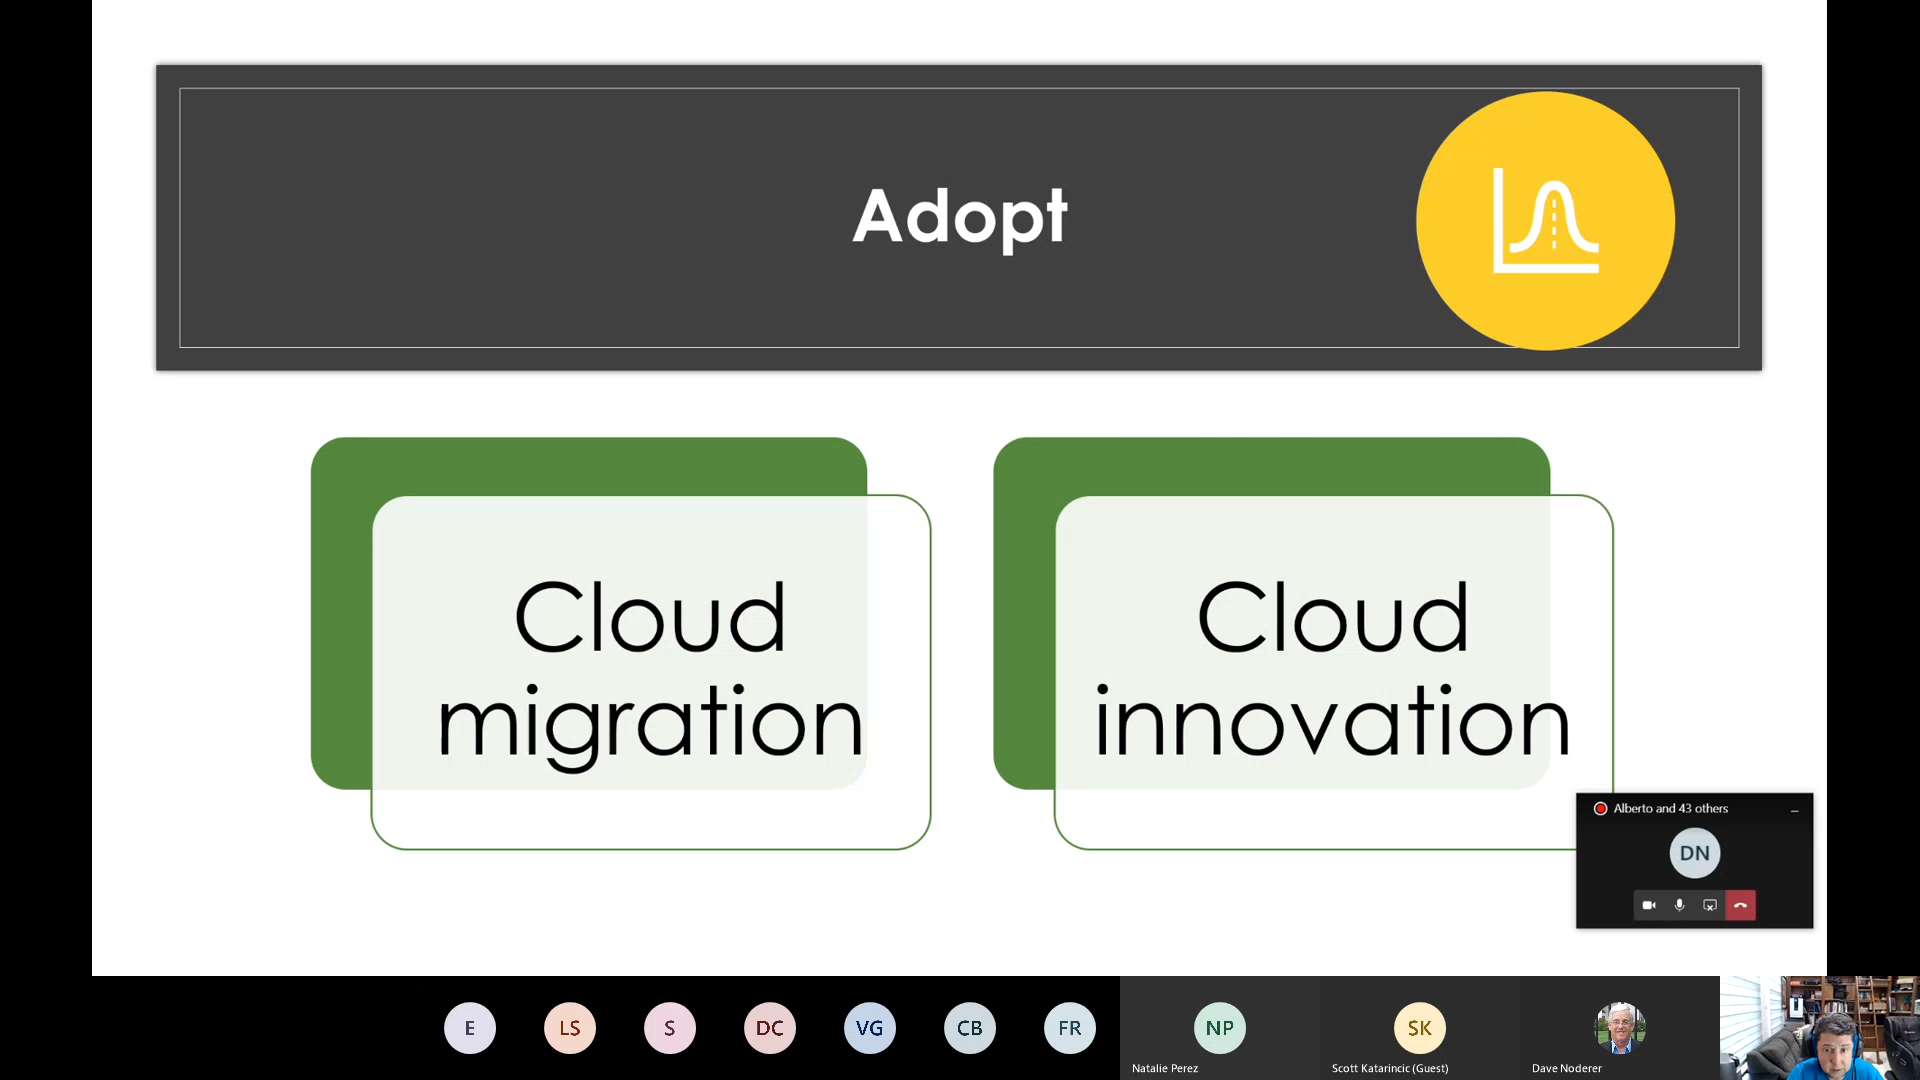 Adopt
Cloud
migration
Cloud
innovation
Alberto and 43 others
DN
E
LS
S
DC
VG
CB
FR
NP
SK
Natalie Perez
Scott Katarincic (Guest)
Dave Noderer